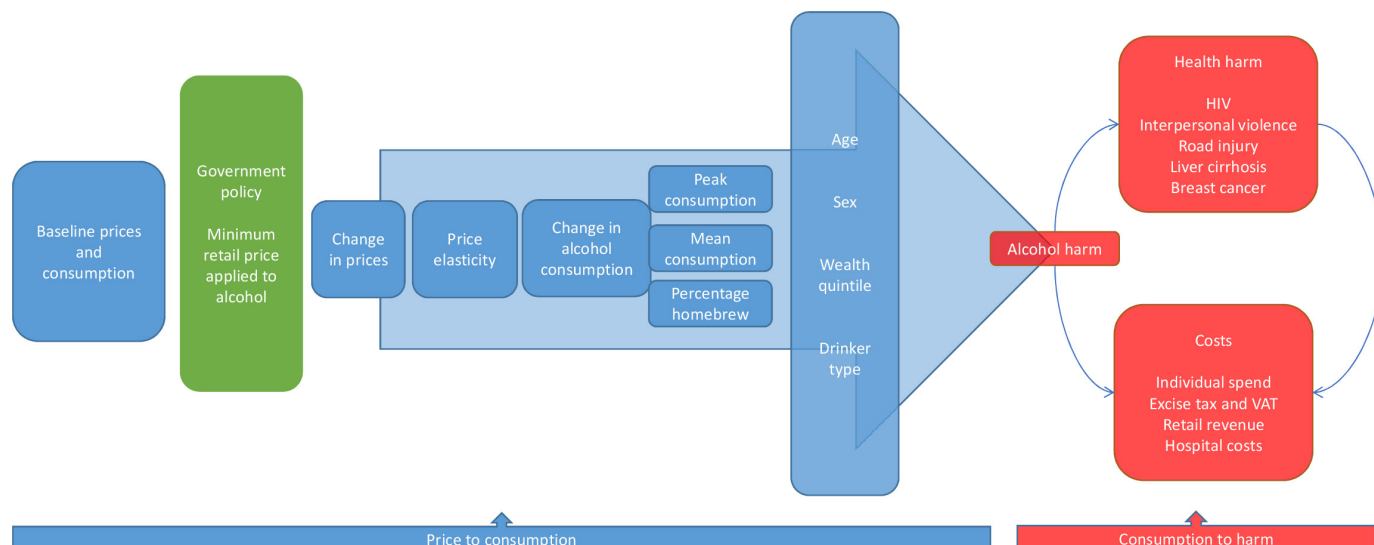 Baseline prices
and
consumption
Government
policy
Minimum
retail price
applied to
alcohol
Change
in prices
Price
elasticity
Change in
alcohol
consumption
Peak
consumption
Mean
consumption
Percentage
homebrew
Age
Sex
Wealth
quintile
Drinker
type
Alcohol harm
Health harm
HIV
Interpersonal violence
Road injury
Liver cirrhosis
Breast cancer
Costs
Individual spend
Excise tax and VAT
Retail revenue
Hospital costs
Price to consumption
Consumption to harm